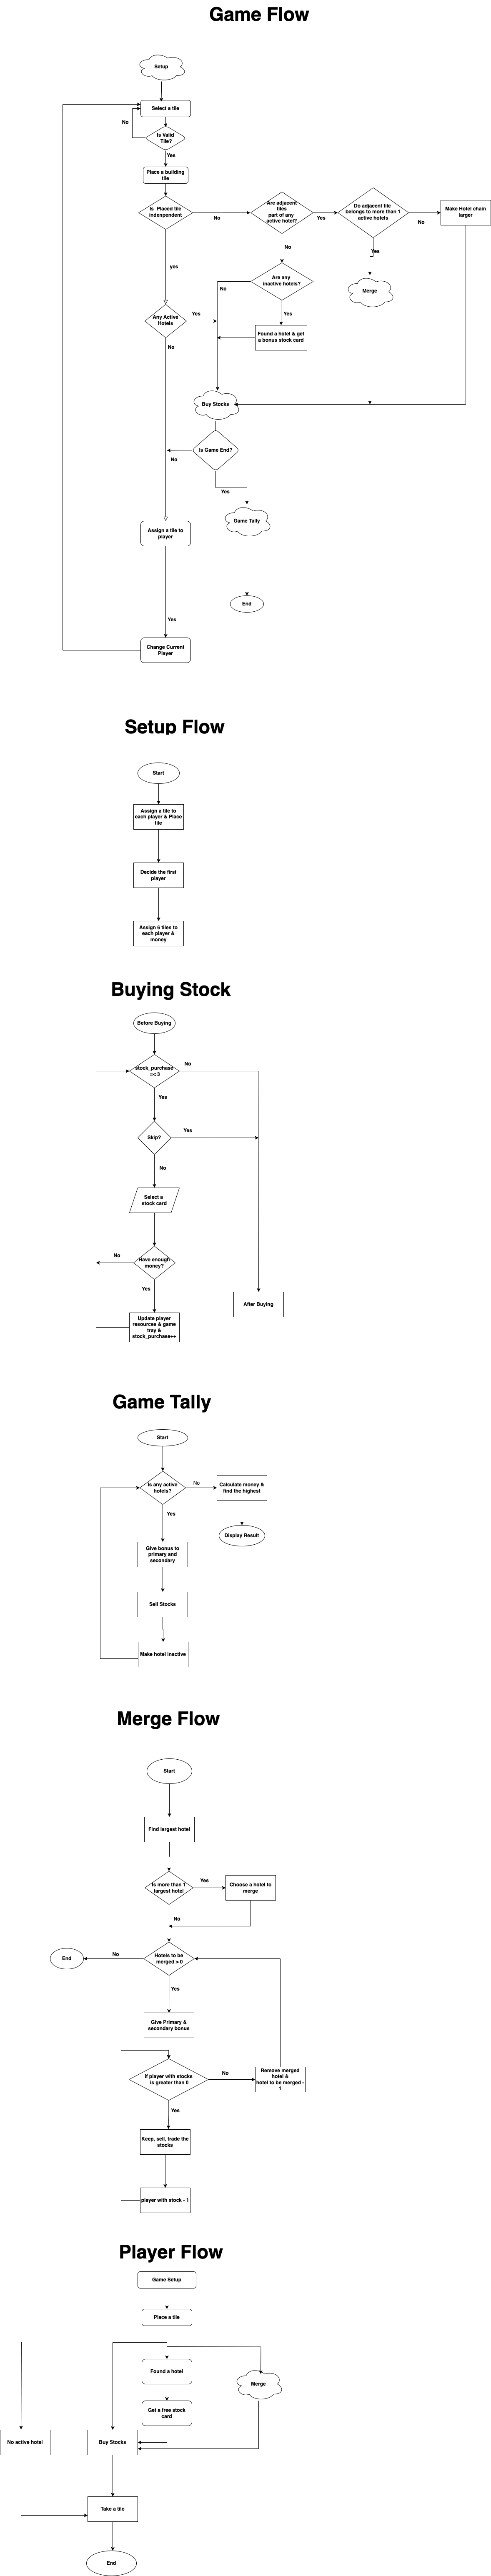 Game Flow
Setup
Select a tile
No
Is Valid
Tile?
Yes
Place a building
tile
Is Placed tile
indenpendent
No
Are adjacent
tiles
part of any
active hotel?
Yes
Do adjacent tile
belongs to more than 1
active hotels
No
Make Hotel chain
larger
No
Yes
yes
Are any
inactive hotels?
No
Yes
Merge
Any Active
Hotels
Yes
Found a hotel & get
a bonus stock card
No
Buy Stocks
Is Game End?
No
Yes
Game Tally
Assign a tile to
player
End
Yes
Change Current
Player
Setup Flow
Start
Assign a tile to
each player & Place
tile
Decide the first
player
Assign 6 tiles to
each player &
money
Buying Stock
Before Buying
No
stock_purchase
=< 3
Yes
Skip?
Yes
No
Select a
stock card
No
Have enough
money?
Yes
After Buying
Update player
resources & game
tray &
stock_purchase++
Game Tally
Start
Is any active
hotels?
No
Calculate money &
find the highest
Yes
Display Result
Give bonus to
primary and
secondary
Sell Stocks
Make hotel inactive
Merge Flow
Start
Find largest hotel
Is more than 1
largest hotel
Yes
Choose a hotel to
merge
No
End
No
Hotels to be
merged > 0
Yes
Give Primary &
secondary bonus
if player with stocks
is greater than 0
No
Remove merged
hotel &
hotel to be merged -
1
Yes
Keep, sell, trade the
stocks
player with stock - 1
Player Flow
Game Setup
Place a tile
Found a hotel
Merge
Get a free stock
card
No active hotel
Buy Stocks
Take a tile
End